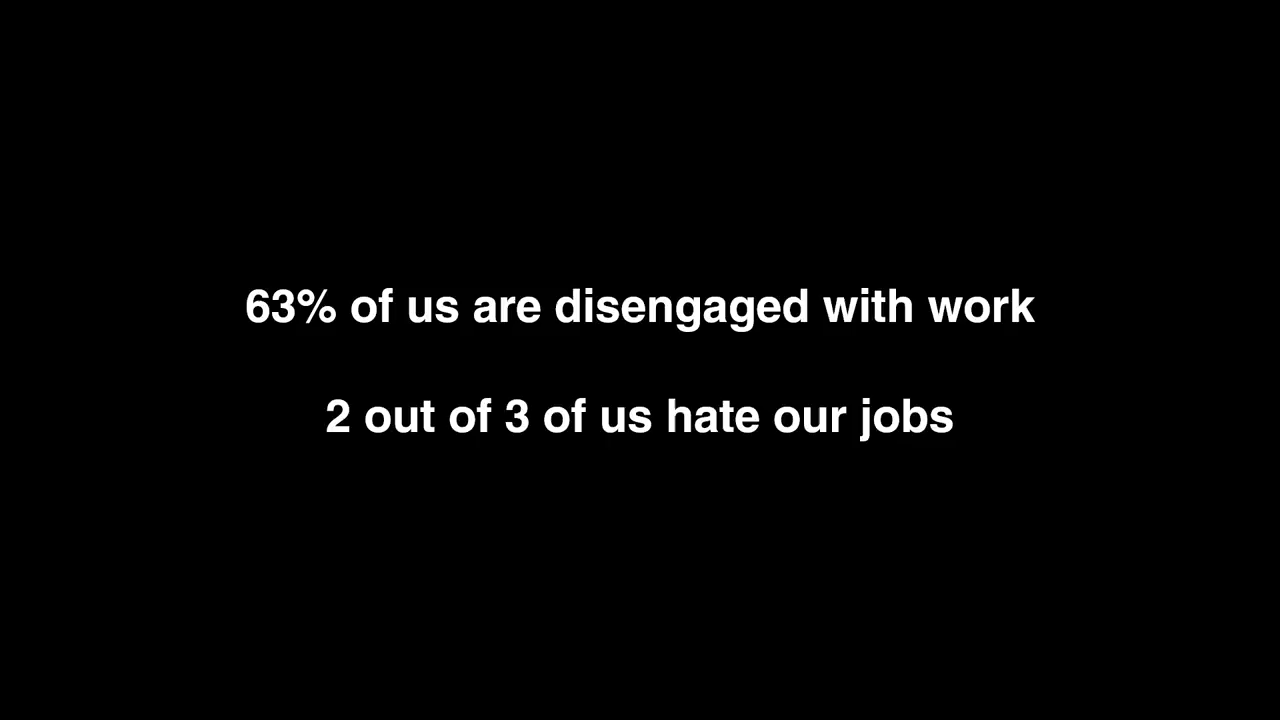 63% of us are disengaged with work
2 out of 3 of us hate our jobs